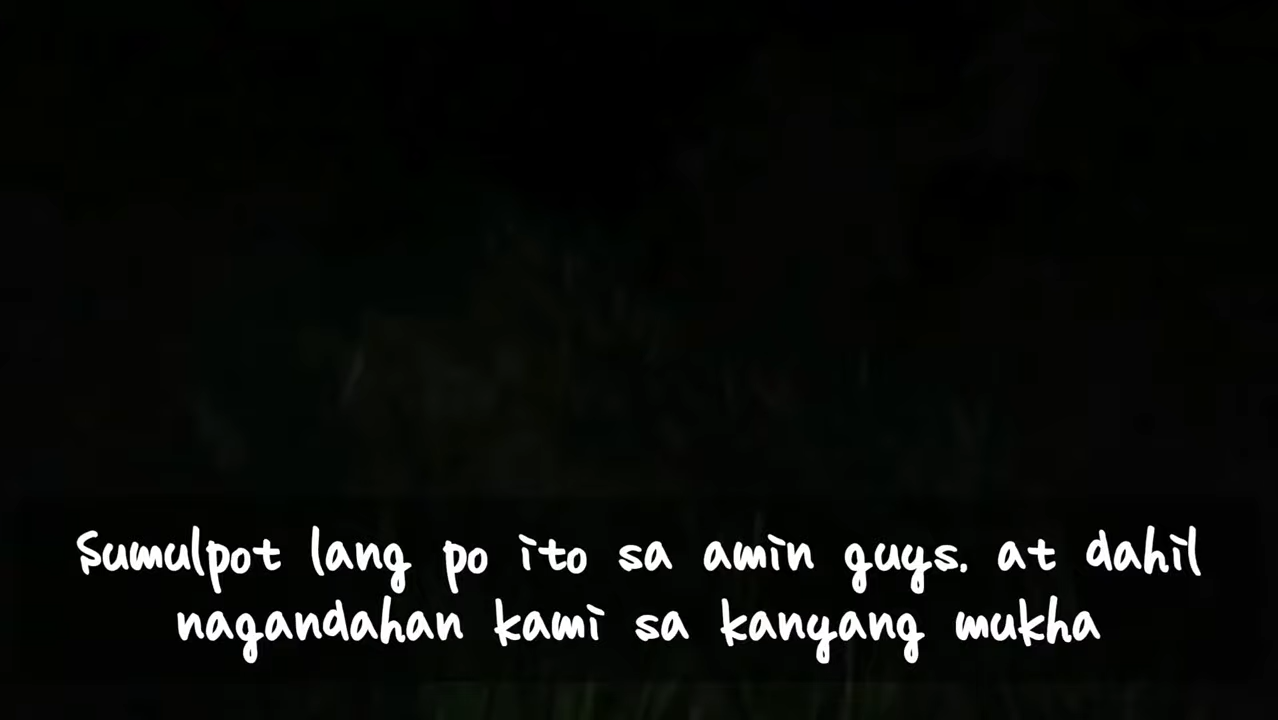 Sumulpot lang po ito sa amin guys. at dahil
nagandahan kami sa kanyang mukha